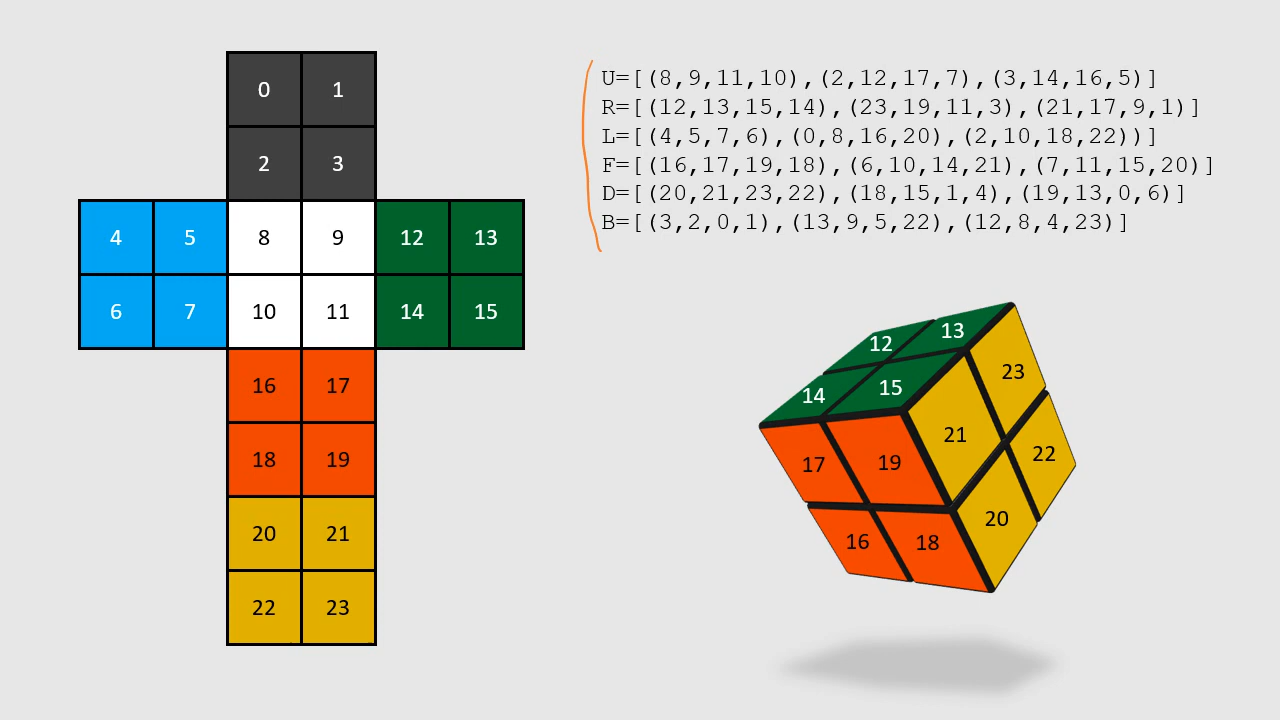 0 1
2 3
4 5 8 9 12 13
6 7 10 11 14 15
16 17
18 19
20 21
22 23
U=[(8,9,11,10),(2,12,17,7),(3,14,16,5)]
R=[(12,13,15,14),(23,19,11,3),(21,17,9,1)]
L=[(4,5,7,6),(0,8,16,20),(2,10,18,22))]
F=[(16,17,19,18),(6,10,14,21),(7,11,15,20)]
D=[(20,21,23,22),(18,15,1,4),(19,13,0,6)]
B=[(3,2,0,1),(13,9,5,22),(12,8,4,23)]
12 13
14 15
23
21
22
20
17 19
16 18